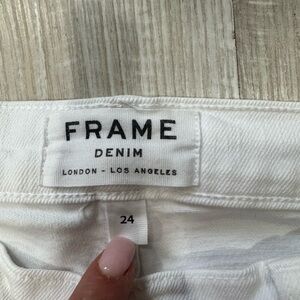 FRAME
DENIM
LONDON - LOS ANGELES
24